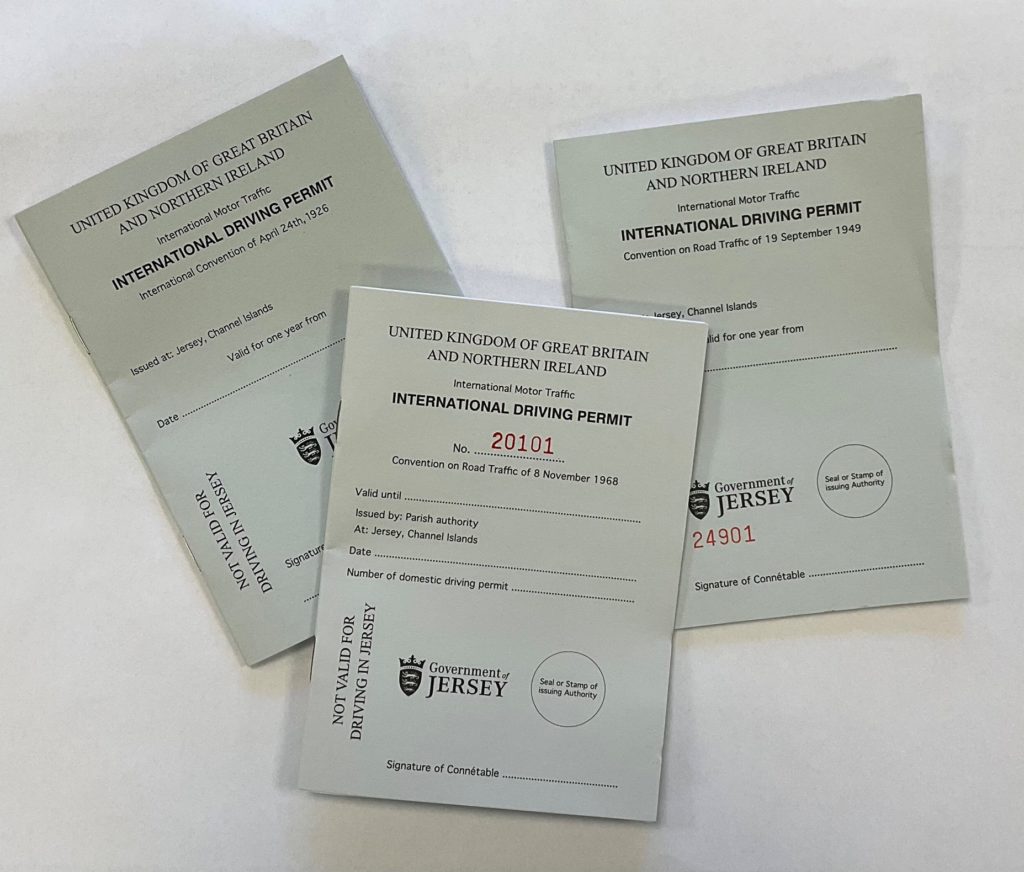 UNITED KINGDOM OF GREAT BRITAIN
AND NORTHERN IRELAND
International Motor Traffic
INTERNATIONAL DRIVING PERMIT
International Convention of April 24th, 1926
Issued at: Jersey, Channel Islands
Valid for one year from
Date
NOT VALID FOR
DRIVING IN JERSEY
Signature
UNITED KINGDOM OF GREAT BRITAIN
AND NORTHERN IRELAND
International Motor Traffic
INTERNATIONAL DRIVING PERMIT
No. 20101
Convention on Road Traffic of 8 November 1968
Valid until
Issued by: Parish authority
At: Jersey, Channel Islands
Date
Number of domestic driving permit
NOT VALID FOR
DRIVING IN JERSEY
Government of
JERSEY
Seal or Stamp of
issuing Authority
Signature of Connétable
UNITED KINGDOM OF GREAT BRITAIN
AND NORTHERN IRELAND
International Motor Traffic
INTERNATIONAL DRIVING PERMIT
Convention on Road Traffic of 19 September 1949
Jersey, Channel Islands
for one year from
Government of
JERSEY
Seal or Stamp of
issuing Authority
24901
Signature of Connétable